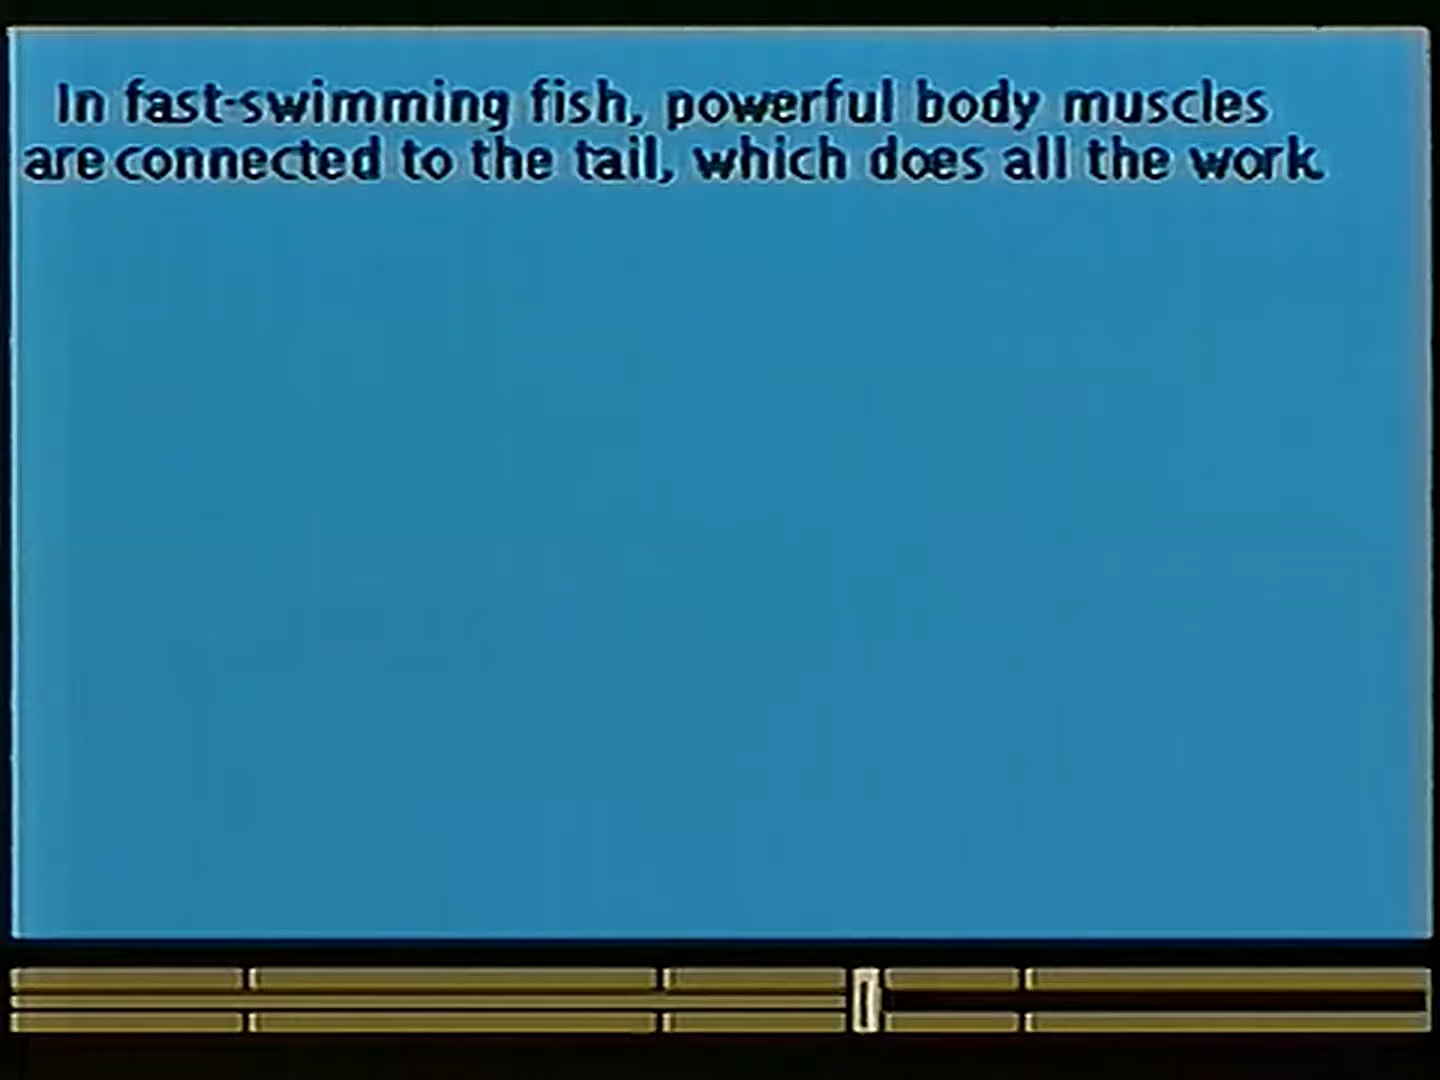 In fast-swimming fish, powerful body muscles
are connected to the tail, which does all the work.